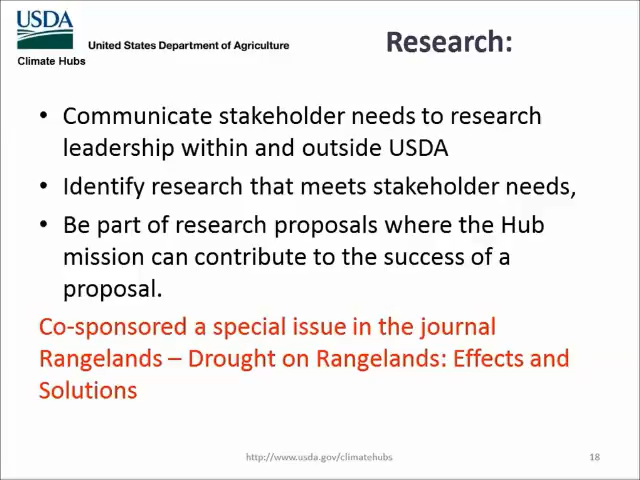 USDA
United States Department of Agriculture
Climate Hubs
Research:
• Communicate stakeholder needs to research
leadership within and outside USDA
• Identify research that meets stakeholder needs,
• Be part of research proposals where the Hub
mission can contribute to the success of a
proposal.
Co-sponsored a special issue in the journal
Rangelands – Drought on Rangelands: Effects and
Solutions
http://www.usda.gov/climatehubs
18